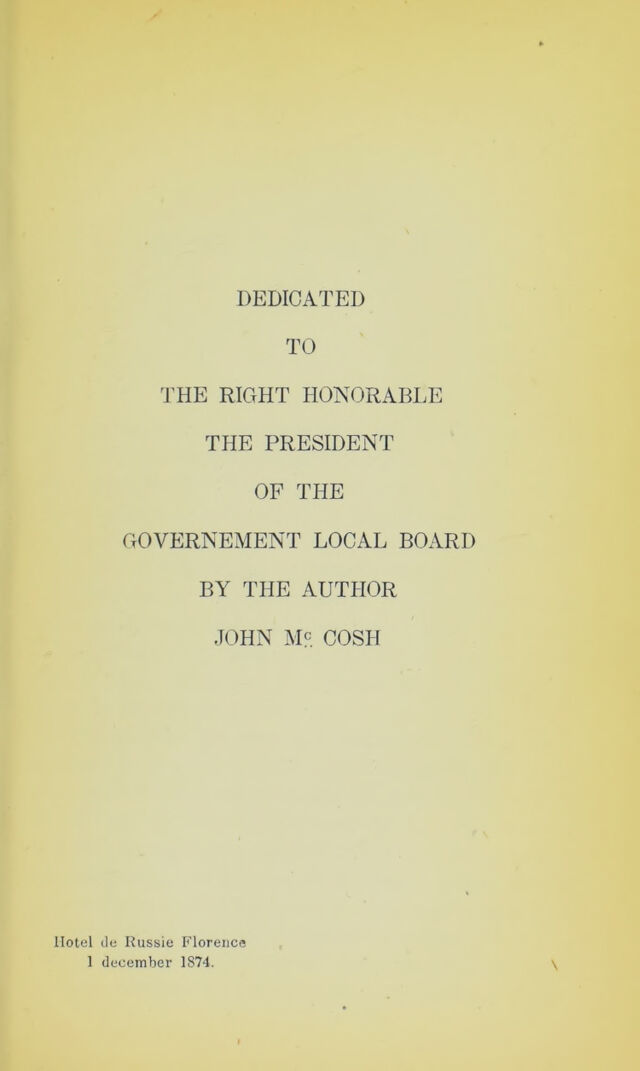 DEDICATED
TO
THE RIGHT HONORABLE
THE PRESIDENT
OF THE
GOVERNEMENT LOCAL BOARD
BY THE AUTHOR
JOHN Mᶜ. COSH
Hotel de Russie Florence
1 december 1874.